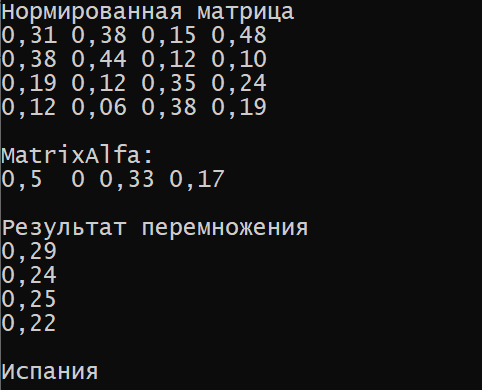 Нормированная матрица
0,31 0,38 0,15 0,48
0,38 0,44 0,12 0,10
0,19 0,12 0,35 0,24
0,12 0,06 0,38 0,19
MatrixAlfa:
0,5  0 0,33 0,17
Результат перемножения
0,29
0,24
0,25
0,22
Испания